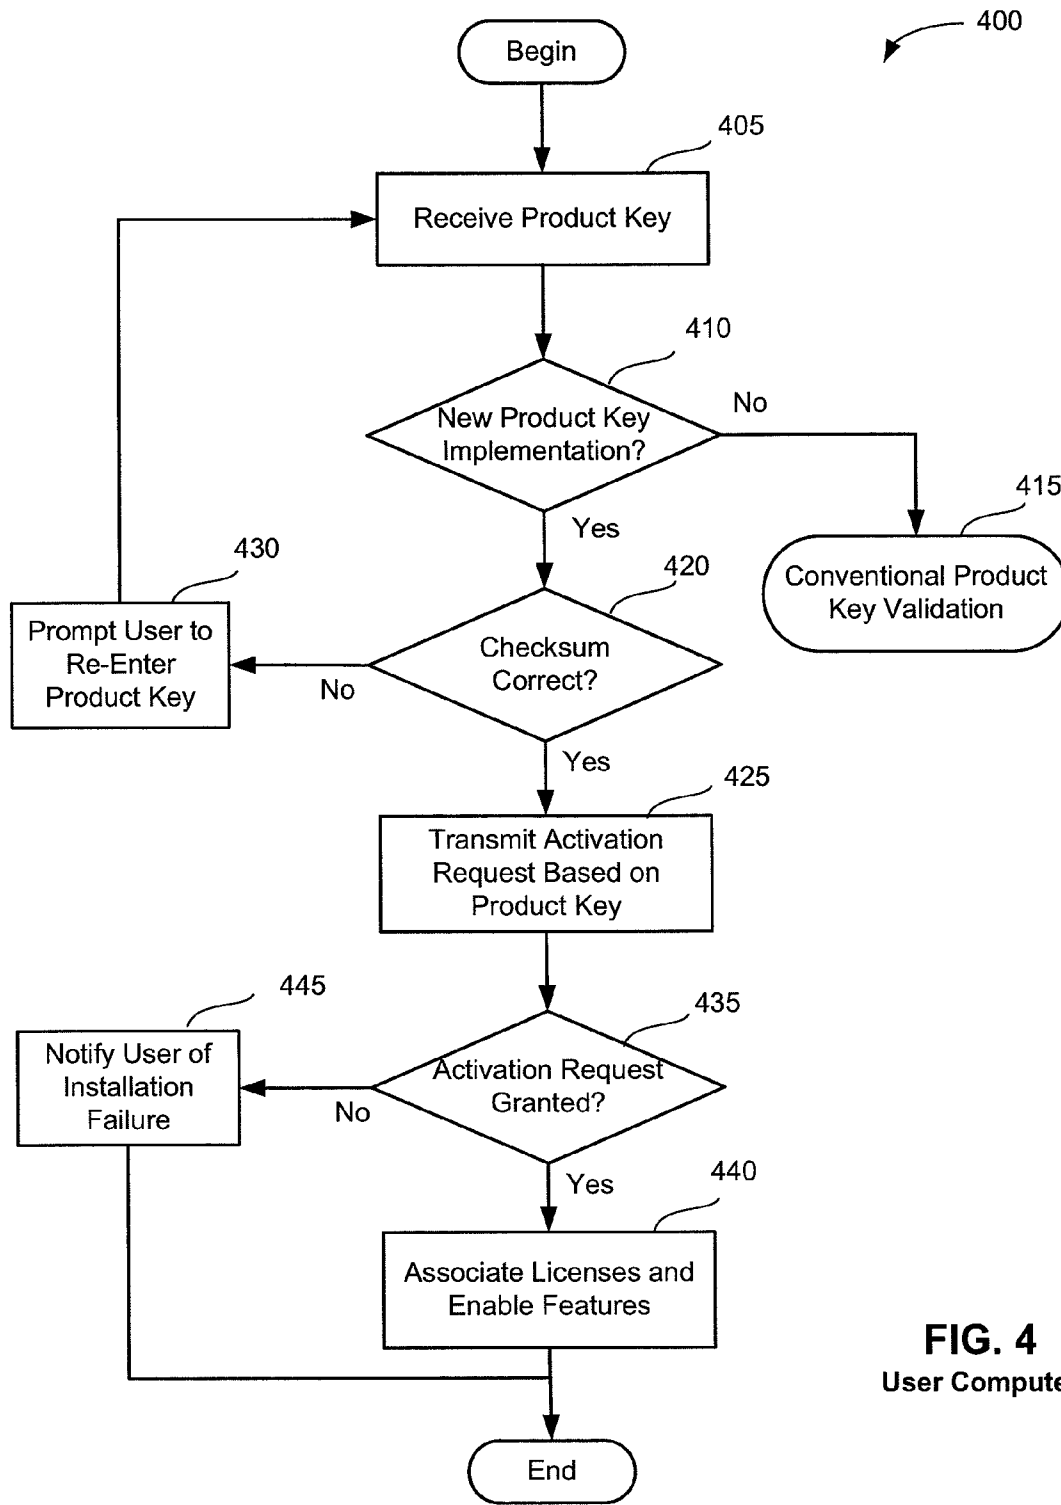 400
Begin
405
Receive Product Key
410
New Product Key
Implementation?
No
Yes
415
Conventional Product
Key Validation
430
Prompt User to
Re-Enter
Product Key
420
Checksum
Correct?
No
Yes
425
Transmit Activation
Request Based on
Product Key
445
Notify User of
Installation
Failure
435
Activation Request
Granted?
No
Yes
440
Associate Licenses and
Enable Features
FIG. 4
User Compute
End